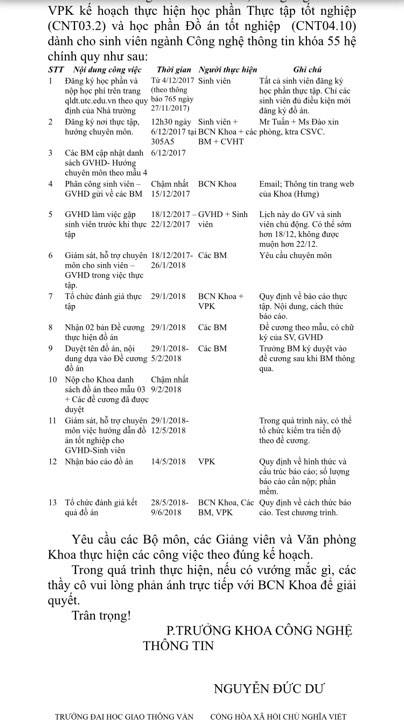 VPK kế hoạch thực hiện học phần Thực tập tốt nghiệp
(CNT03.2) và học phần Đồ án tốt nghiệp (CNT04.10)
dành cho sinh viên ngành Công nghệ thông tin khóa 55 hệ
chính quy như sau:
STT Nội dung công việc Thời gian Người thực hiện Ghi chú
1 Đăng ký học phần và Từ 4/12/2017 Sinh viên Tất cả sinh viên đăng ký
nộp học phí trên trang (theo thông học phần thực tập. Chỉ các
qldt.utc.edu.vn theo quy báo 765 ngày sinh viên đủ điều kiện mới
định của Nhà trường 27/11/2017) đăng ký đồ án.
2 Đăng ký nơi thực tập, 12h30 ngày Sinh viên + Mr Tuấn + Ms Đào xin
hướng chuyên môn. 6/12/2017 tại BCN Khoa + các phòng, ktra CSVC.
305A5 BM + CVHT
3 Các BM cập nhật danh 6/12/2017
sách GVHD- Hướng
chuyên môn theo mẫu 4
4 Phân công sinh viên – Chậm nhất BCN Khoa Email; Thông tin trang web
GVHD gửi về các BM 15/12/2017 của Khoa (Hưng)
5 GVHD làm việc gặp 18/12/2017 – GVHD + Sinh Lịch này do GV và sinh
sinh viên trước khi thực 22/12/2017 viên viên chủ động. Có thể sớm
tập hơn 18/12, không được
muộn hơn 22/12.
6 Giám sát, hỗ trợ chuyên 18/12/2017- Các BM Yêu cầu chuyên môn
môn cho sinh viên – 26/1/2018
GVHD trong việc thực
tập.
7 Tổ chức đánh giá thực 29/1/2018 BCN Khoa + Quy định về báo cáo thực
tập VPK tập. Nội dung, cách thức
báo cáo.
8 Nhận 02 bản Đề cương 29/1/2018 Các BM Đề cương theo mẫu, có chữ
thực hiện đồ án ký của SV, GVHD
9 Duyệt tên đồ án, nội 29/1/2018- Các BM Trưởng BM ký duyệt vào
dung dựa vào Đề cương 5/2/2018 đề cương sau khi BM thông
đồ án qua.
10 Nộp cho Khoa danh Chậm nhất
sách đồ án theo mẫu 03 9/2/2018
+ Các đề cương đã được
duyệt
11 Giám sát, hỗ trợ chuyên 29/1/2018- Trong quá trình này, có thể
môn việc hướng dẫn đồ 12/5/2018 tổ chức kiểm tra tiến độ
án tốt nghiệp cho theo đề cương.
GVHD-Sinh viên
12 Nhận báo cáo đồ án 14/5/2018 VPK Quy định về hình thức và
cấu trúc báo cáo; số lượng
báo cáo cần nộp; phần
mềm.
13 Tổ chức đánh giá kết 28/5/2018- BCN Khoa, Các Quy định về cách thức báo
quả đồ án 9/6/2018 BM, VPK cáo. Test chương trình.
Yêu cầu các Bộ môn, các Giảng viên và Văn phòng
Khoa thực hiện các công việc theo đúng kế hoạch.
Trong quá trình thực hiện, nếu có vướng mắc gì, các
thầy cô vui lòng phản ánh trực tiếp với BCN Khoa để giải
quyết.
Trân trọng!
P.TRƯỞNG KHOA CÔNG NGHỆ
THÔNG TIN
NGUYỄN ĐỨC DƯ
TRƯỜNG ĐẠI HỌC GIAO THÔNG VẬN CỘNG HÒA XÃ HỘI CHỦ NGHĨA VIỆT